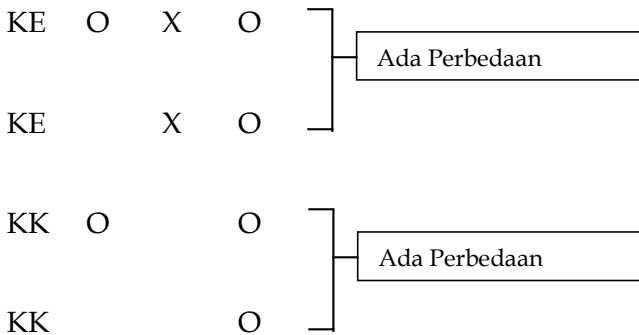 KE O X O
Ada Perbedaan
KE X O
KK O O
Ada Perbedaan
KK O